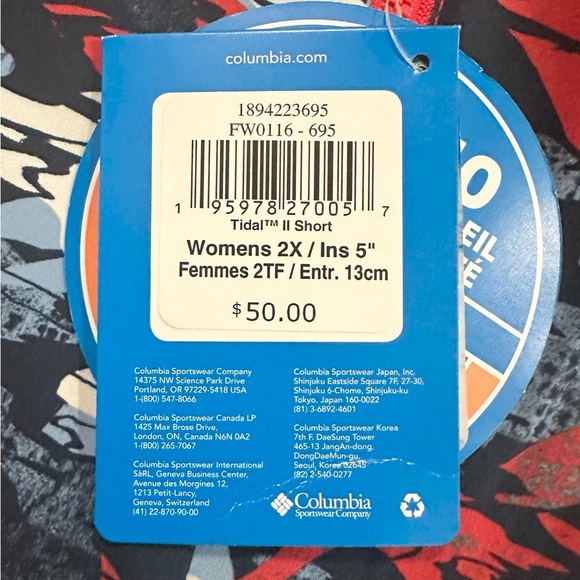 columbia.com
1894223695
FW0116 - 695
1 95978 27005 7
Tidal™ II Short
Womens 2X / Ins 5"
Femmes 2TF / Entr. 13cm
$50.00
Columbia Sportswear Company
14375 NW Science Park Drive
Portland, OR 97229-5418 USA
1-(800) 547-8066
Columbia Sportswear Canada LP
1425 Max Brose Drive,
London, ON, Canada N6N 0A2
1-(800) 265-7067
Columbia Sportswear International
SàRL, Geneva Business Center,
Avenue des Morgines 12,
1213 Petit-Lancy,
Geneva, Switzerland
(41) 22-870-90-00
Columbia Sportswear Japan, Inc.
Shinjuku Eastside Square 7F, 27-30,
Shinjuku 6-Chome, Shinjuku-ku
Tokyo, Japan 160-0022
(81) 3-6892-4601
Columbia Sportswear Korea
7th F. DaeSung Tower
465-13 JangAn-dong,
DongDaeMun-gu,
Seoul, Korea 02645
(82) 2-540-0277
Columbia
Sportswear Company